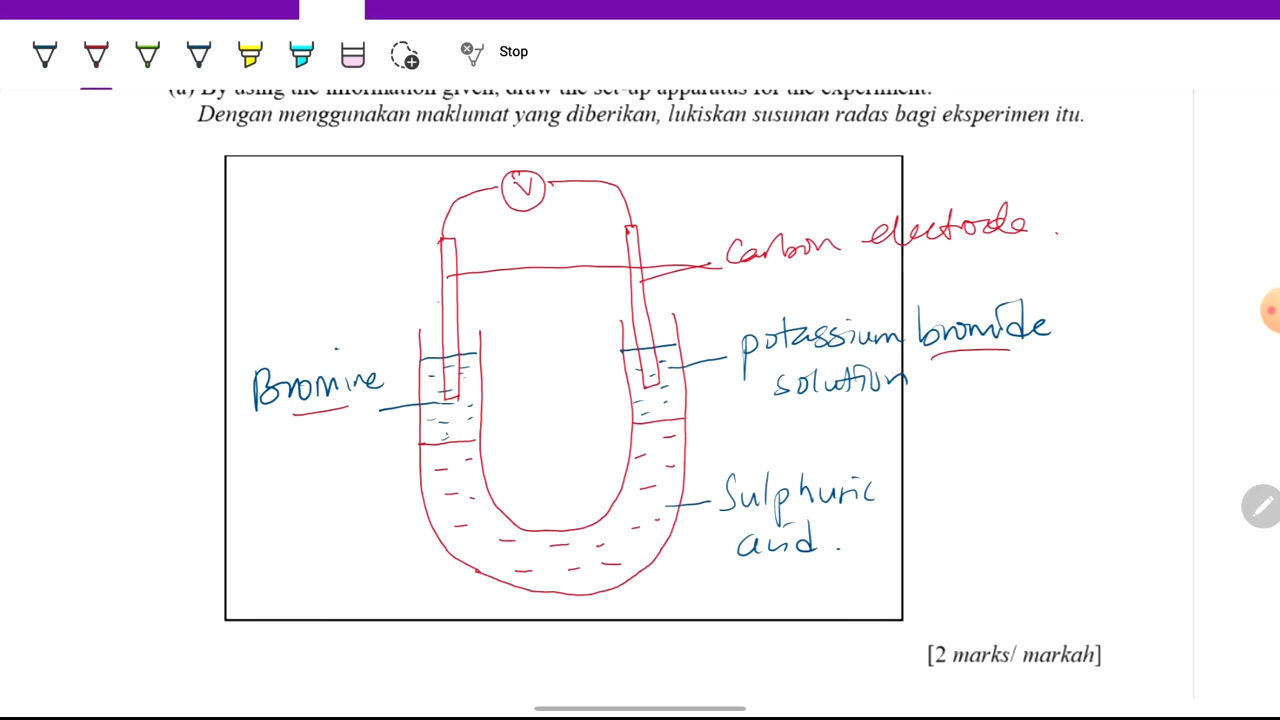 Stop
(a) By using the information given, draw the set-up apparatus for the experiment.
Dengan menggunakan maklumat yang diberikan, lukiskan susunan radas bagi eksperimen itu.
V
carbon electrode.
potassium bromide
solution
Bromine
Sulphuric
acid.
[2 marks/ markah]